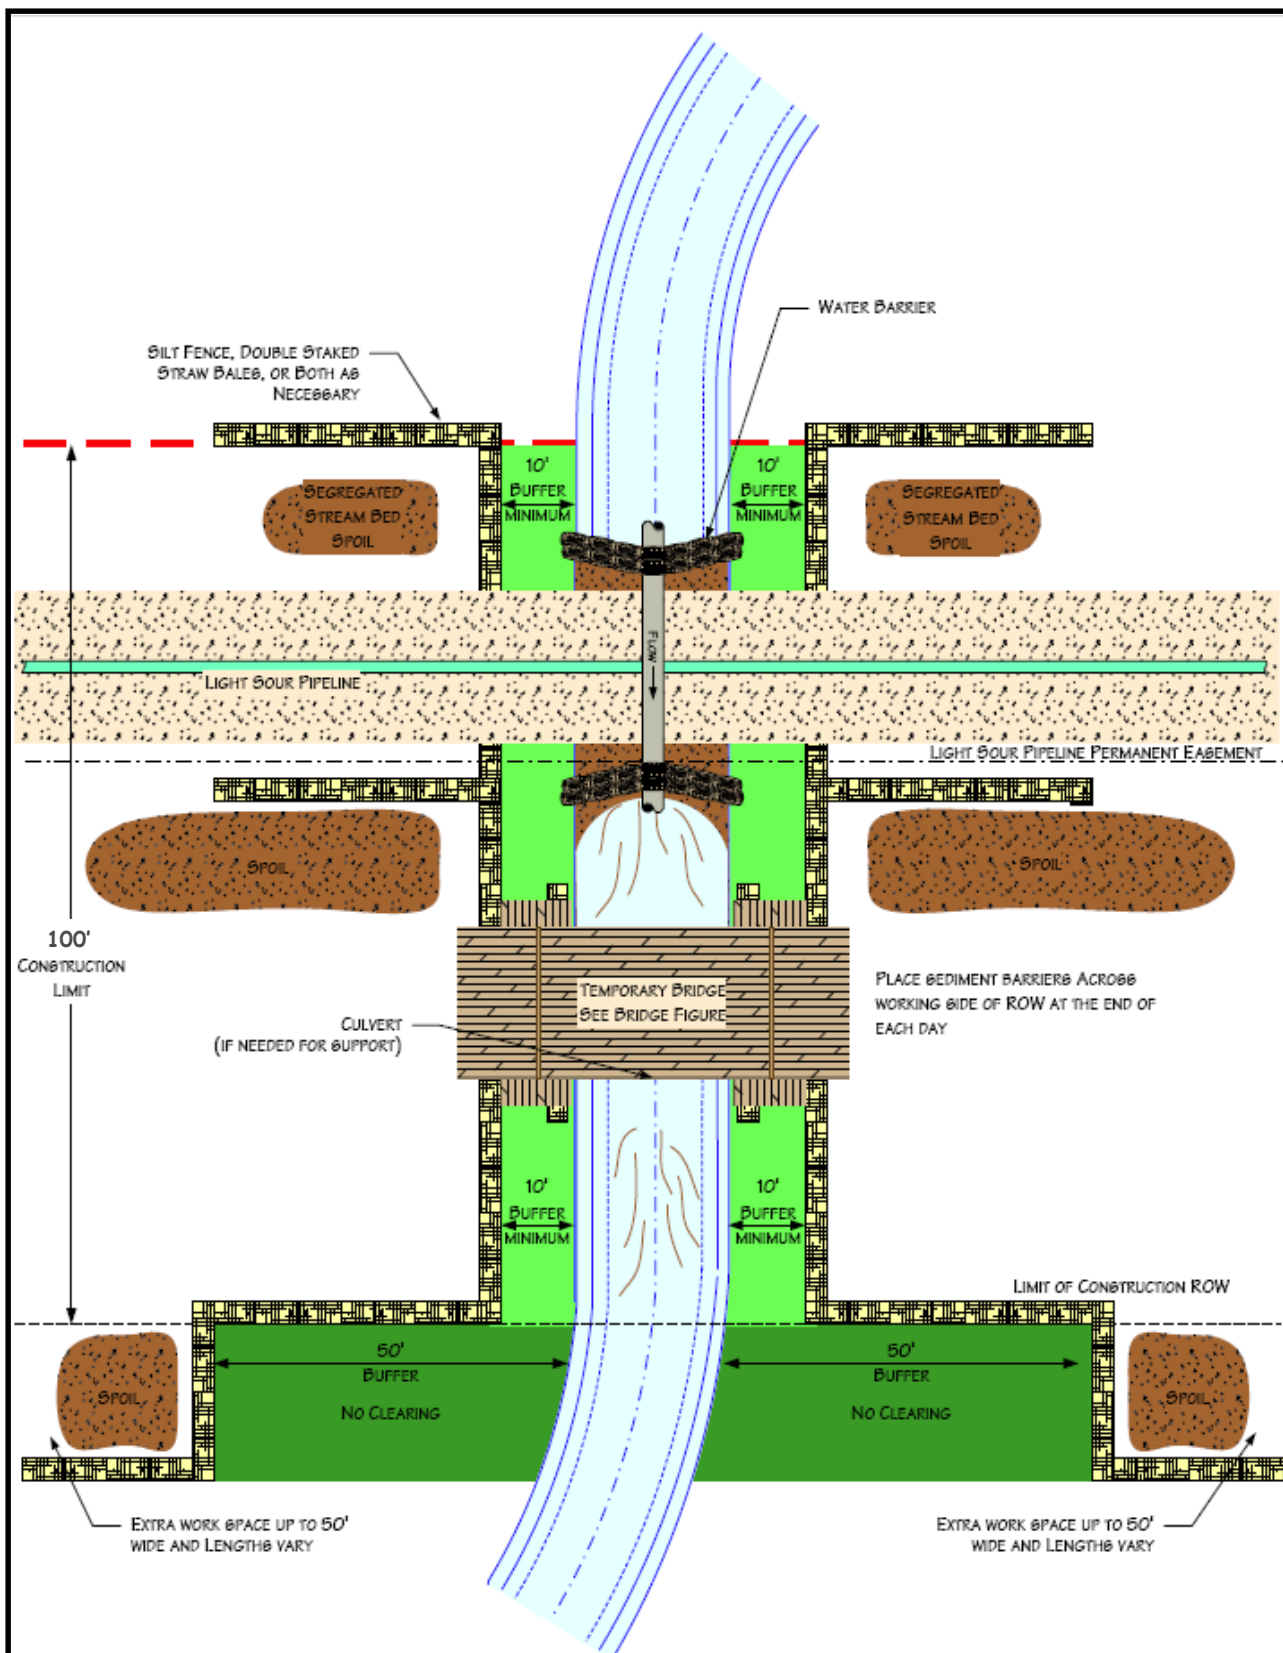 WATER BARRIER
SILT FENCE, DOUBLE STAKED
STRAW BALES, OR BOTH AS
NECESSARY
10'
BUFFER
MINIMUM
10'
BUFFER
MINIMUM
SEGREGATED
STREAM BED
SPOIL
SEGREGATED
STREAM BED
SPOIL
FLOW
LIGHT SOUR PIPELINE
LIGHT SOUR PIPELINE PERMANENT EASEMENT
SPOIL
SPOIL
100'
CONSTRUCTION
LIMIT
TEMPORARY BRIDGE
SEE BRIDGE FIGURE
PLACE SEDIMENT BARRIERS ACROSS
WORKING SIDE OF ROW AT THE END OF
EACH DAY
CULVERT
(IF NEEDED FOR SUPPORT)
10'
BUFFER
MINIMUM
10'
BUFFER
MINIMUM
LIMIT OF CONSTRUCTION ROW
50'
BUFFER
NO CLEARING
50'
BUFFER
NO CLEARING
SPOIL
SPOIL
EXTRA WORK SPACE UP TO 50'
WIDE AND LENGTHS VARY
EXTRA WORK SPACE UP TO 50'
WIDE AND LENGTHS VARY